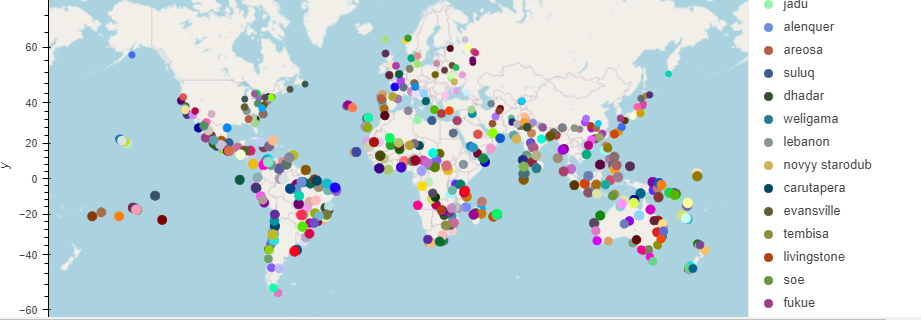 jadu
alenquer
areosa
suluq
dhadar
weligama
lebanon
novyy starodub
carutapera
evansville
tembisa
livingstone
soe
fukue
y
60
40
20
0
−20
−40
−60